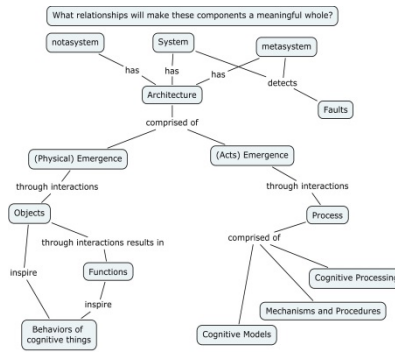 What relationships will make these components a meaningful whole?
notasystem
System
metasystem
has
has
has
detects
Architecture
Faults
comprised of
(Physical) Emergence
(Acts) Emergence
through interactions
through interactions
Objects
Process
through interactions results in
comprised of
inspire
Functions
Cognitive Processing
inspire
Mechanisms and Procedures
Behaviors of
cognitive things
Cognitive Models